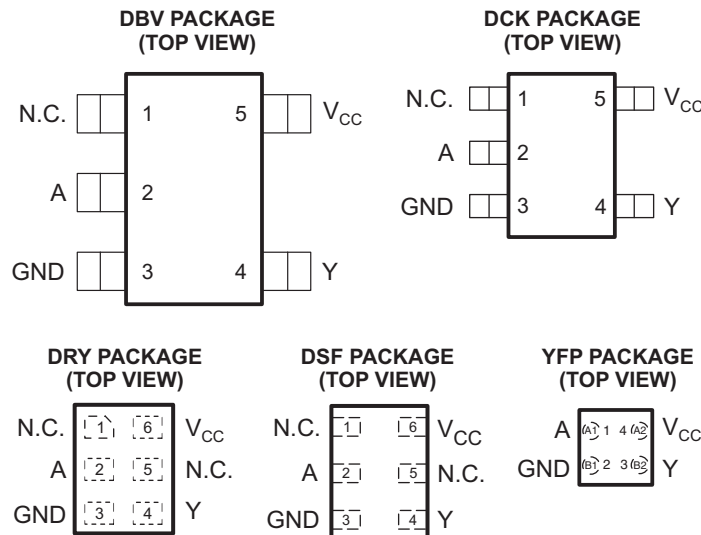 DBV PACKAGE
(TOP VIEW)
N.C. 1 5 VCC
A 2
GND 3 4 Y
DCK PACKAGE
(TOP VIEW)
N.C. 1 5 VCC
A 2
GND 3 4 Y
DRY PACKAGE
(TOP VIEW)
N.C. 1 6 VCC
A 2 5 N.C.
GND 3 4 Y
DSF PACKAGE
(TOP VIEW)
N.C. 1 6 VCC
A 2 5 N.C.
GND 3 4 Y
YFP PACKAGE
(TOP VIEW)
A A1 1 4 A2 VCC
GND B1 2 3 B2 Y